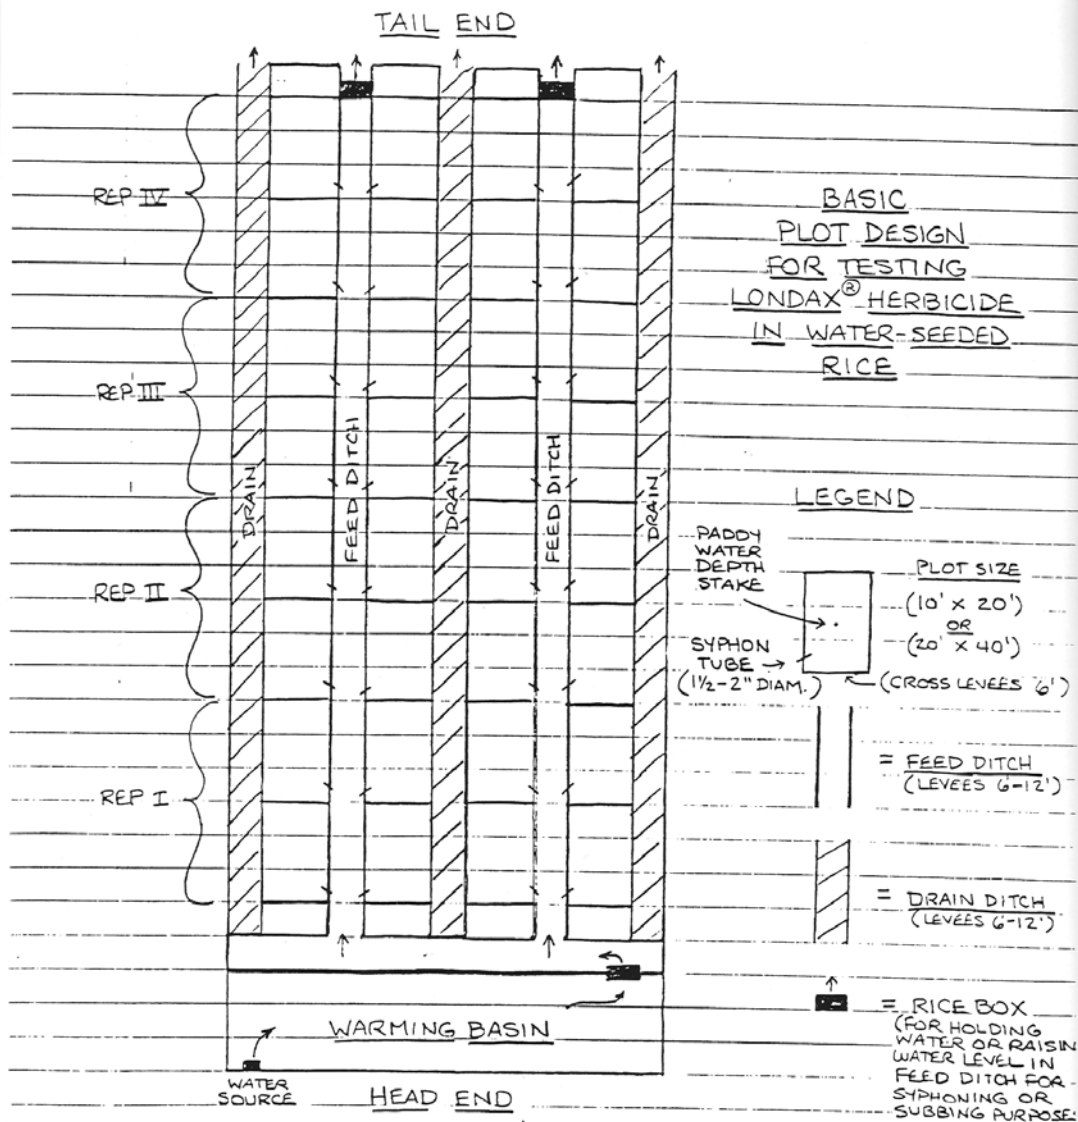 TAIL END
REP IV
REP III
REP II
REP I
DRAIN
FEED DITCH
DRAIN
FEED DITCH
DRAIN
WARMING BASIN
WATER
SOURCE
HEAD END
BASIC
PLOT DESIGN
FOR TESTING
LONDAX® HERBICIDE
IN WATER-SEEDED
RICE
LEGEND
PADDY
WATER
DEPTH
STAKE
PLOT SIZE
(10' X 20')
OR
(20' X 40')
SYPHON
TUBE
(1½-2" DIAM.)
(CROSS LEVEES 6')
= FEED DITCH
(LEVEES 6-12')
= DRAIN DITCH
(LEVEES 6-12')
= RICE BOX
(FOR HOLDING
WATER OR RAISIN
WATER LEVEL IN
FEED DITCH FOR
SYPHONING OR
SUBBING PURPOSE